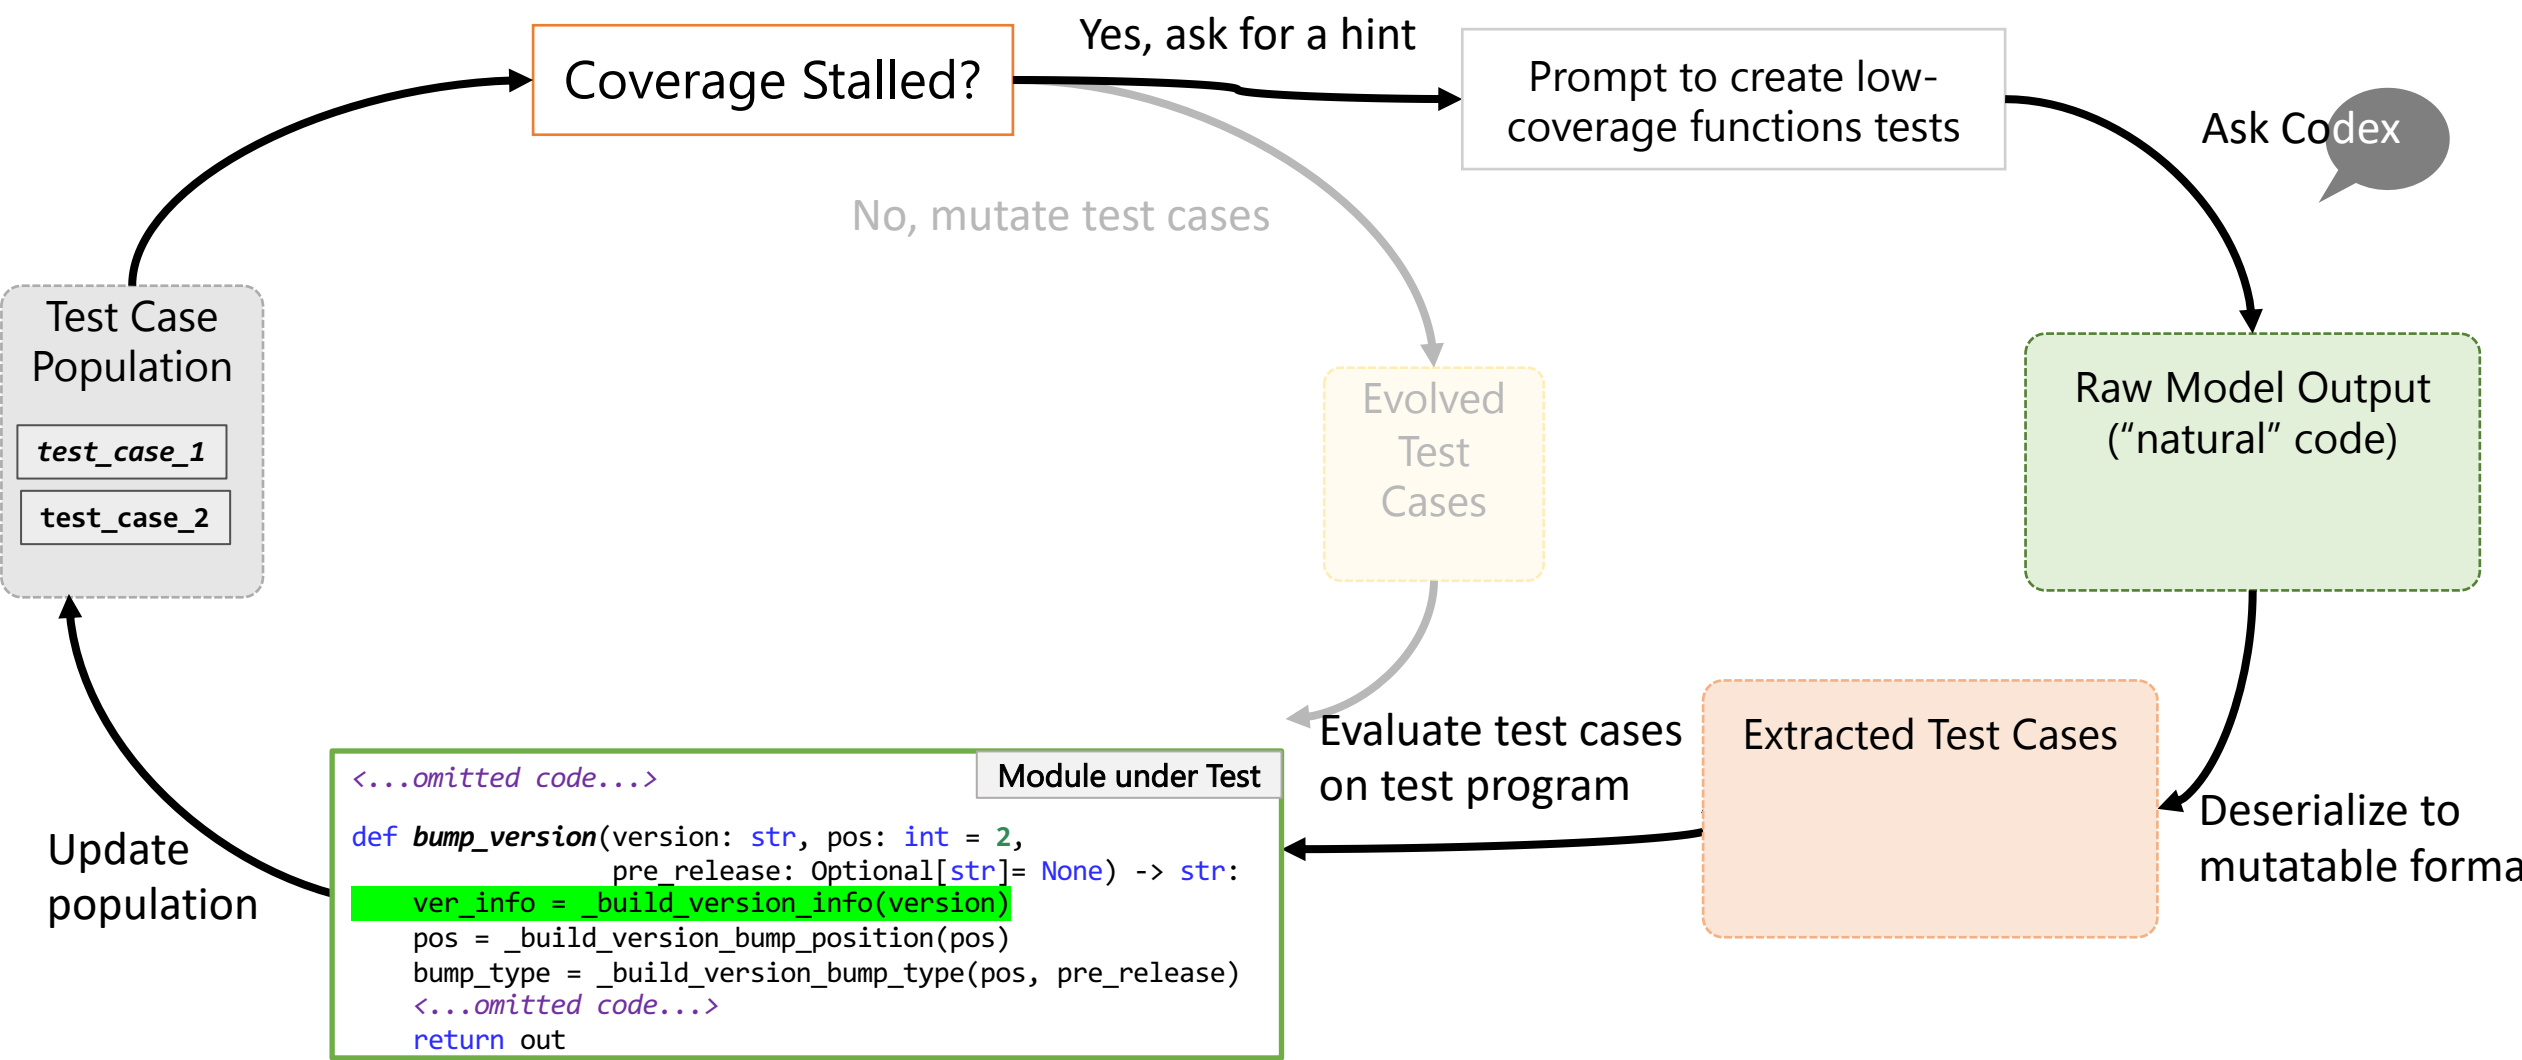 Coverage Stalled?
Yes, ask for a hint
Prompt to create low-
coverage functions tests
Ask Codex
No, mutate test cases
Test Case
Population
test_case_1
test_case_2
Evolved
Test
Cases
Raw Model Output
(“natural” code)
Extracted Test Cases
Deserialize to
mutatable forma
Evaluate test cases
on test program
Module under Test
<...omitted code...>
def bump_version(version: str, pos: int = 2,
pre_release: Optional[str]= None) -> str:
ver_info = _build_version_info(version)
pos = _build_version_bump_position(pos)
bump_type = _build_version_bump_type(pos, pre_release)
<...omitted code...>
return out
Update
population